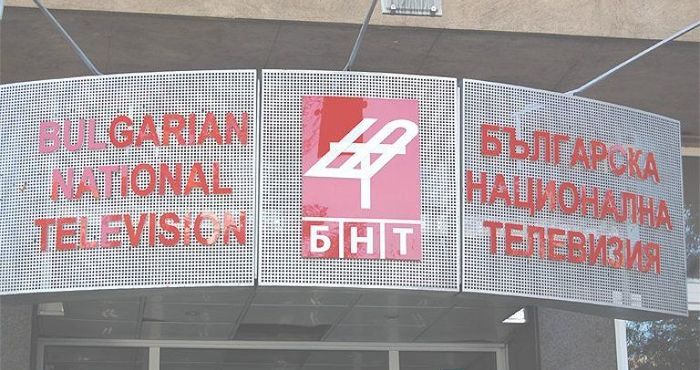 BULGARIAN
NATIONAL
TELEVISION
БНТ
БЪЛГАРСКА
НАЦИОНАЛНА
ТЕЛЕВИЗИЯ